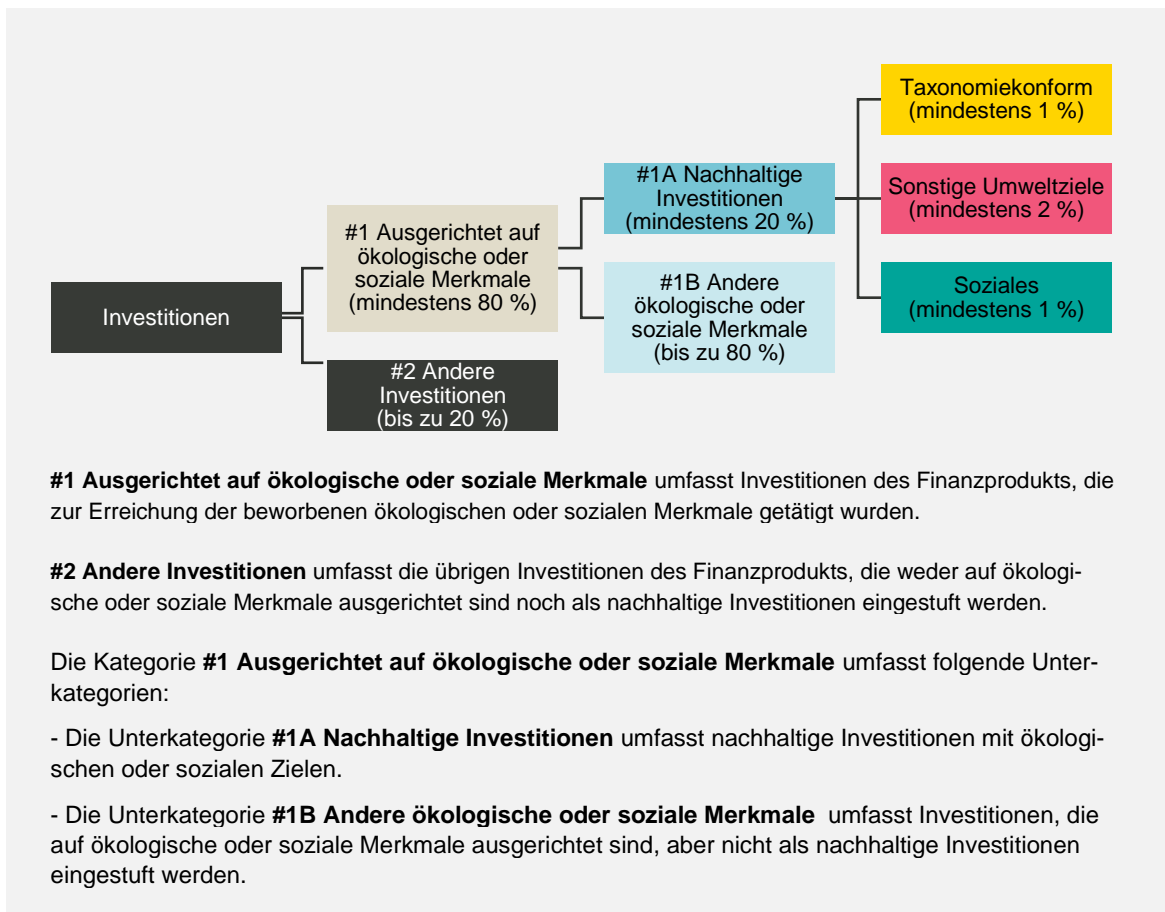 Taxonomiekonform
(mindestens 1 %)
#1A Nachhaltige
Investitionen
(mindestens 20 %)
Sonstige Umweltziele
(mindestens 2 %)
#1 Ausgerichtet auf
ökologische oder
soziale Merkmale
(mindestens 80 %)
#1B Andere
ökologische oder
soziale Merkmale
(bis zu 80 %)
Soziales
(mindestens 1 %)
Investitionen
#2 Andere
Investitionen
(bis zu 20 %)
#1 Ausgerichtet auf ökologische oder soziale Merkmale umfasst Investitionen des Finanzprodukts, die
zur Erreichung der beworbenen ökologischen oder sozialen Merkmale getätigt wurden.
#2 Andere Investitionen umfasst die übrigen Investitionen des Finanzprodukts, die weder auf ökologi-
sche oder soziale Merkmale ausgerichtet sind noch als nachhaltige Investitionen eingestuft werden.
Die Kategorie #1 Ausgerichtet auf ökologische oder soziale Merkmale umfasst folgende Unter-
kategorien:
- Die Unterkategorie #1A Nachhaltige Investitionen umfasst nachhaltige Investitionen mit ökologi-
schen oder sozialen Zielen.
- Die Unterkategorie #1B Andere ökologische oder soziale Merkmale umfasst Investitionen, die
auf ökologische oder soziale Merkmale ausgerichtet sind, aber nicht als nachhaltige Investitionen
eingestuft werden.